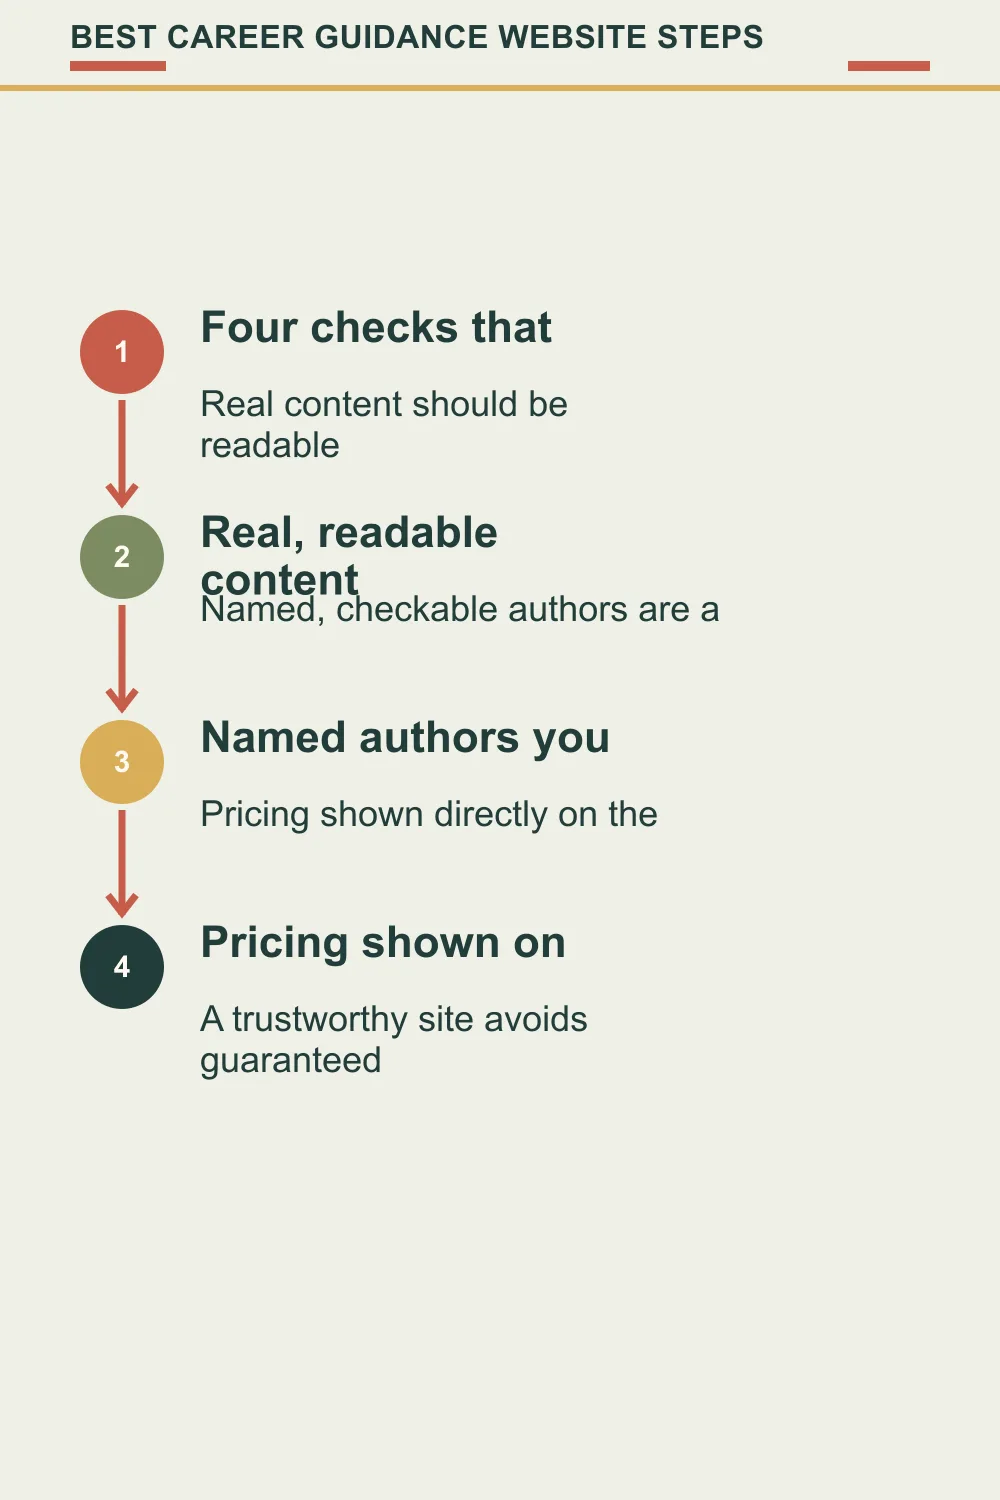 BEST CAREER GUIDANCE WEBSITE STEPS
1
Four checks that
Real content should be
readable
2
Real, readable
content
Named, checkable authors are a
3
Named authors you
Pricing shown directly on the
4
Pricing shown on
A trustworthy site avoids
guaranteed